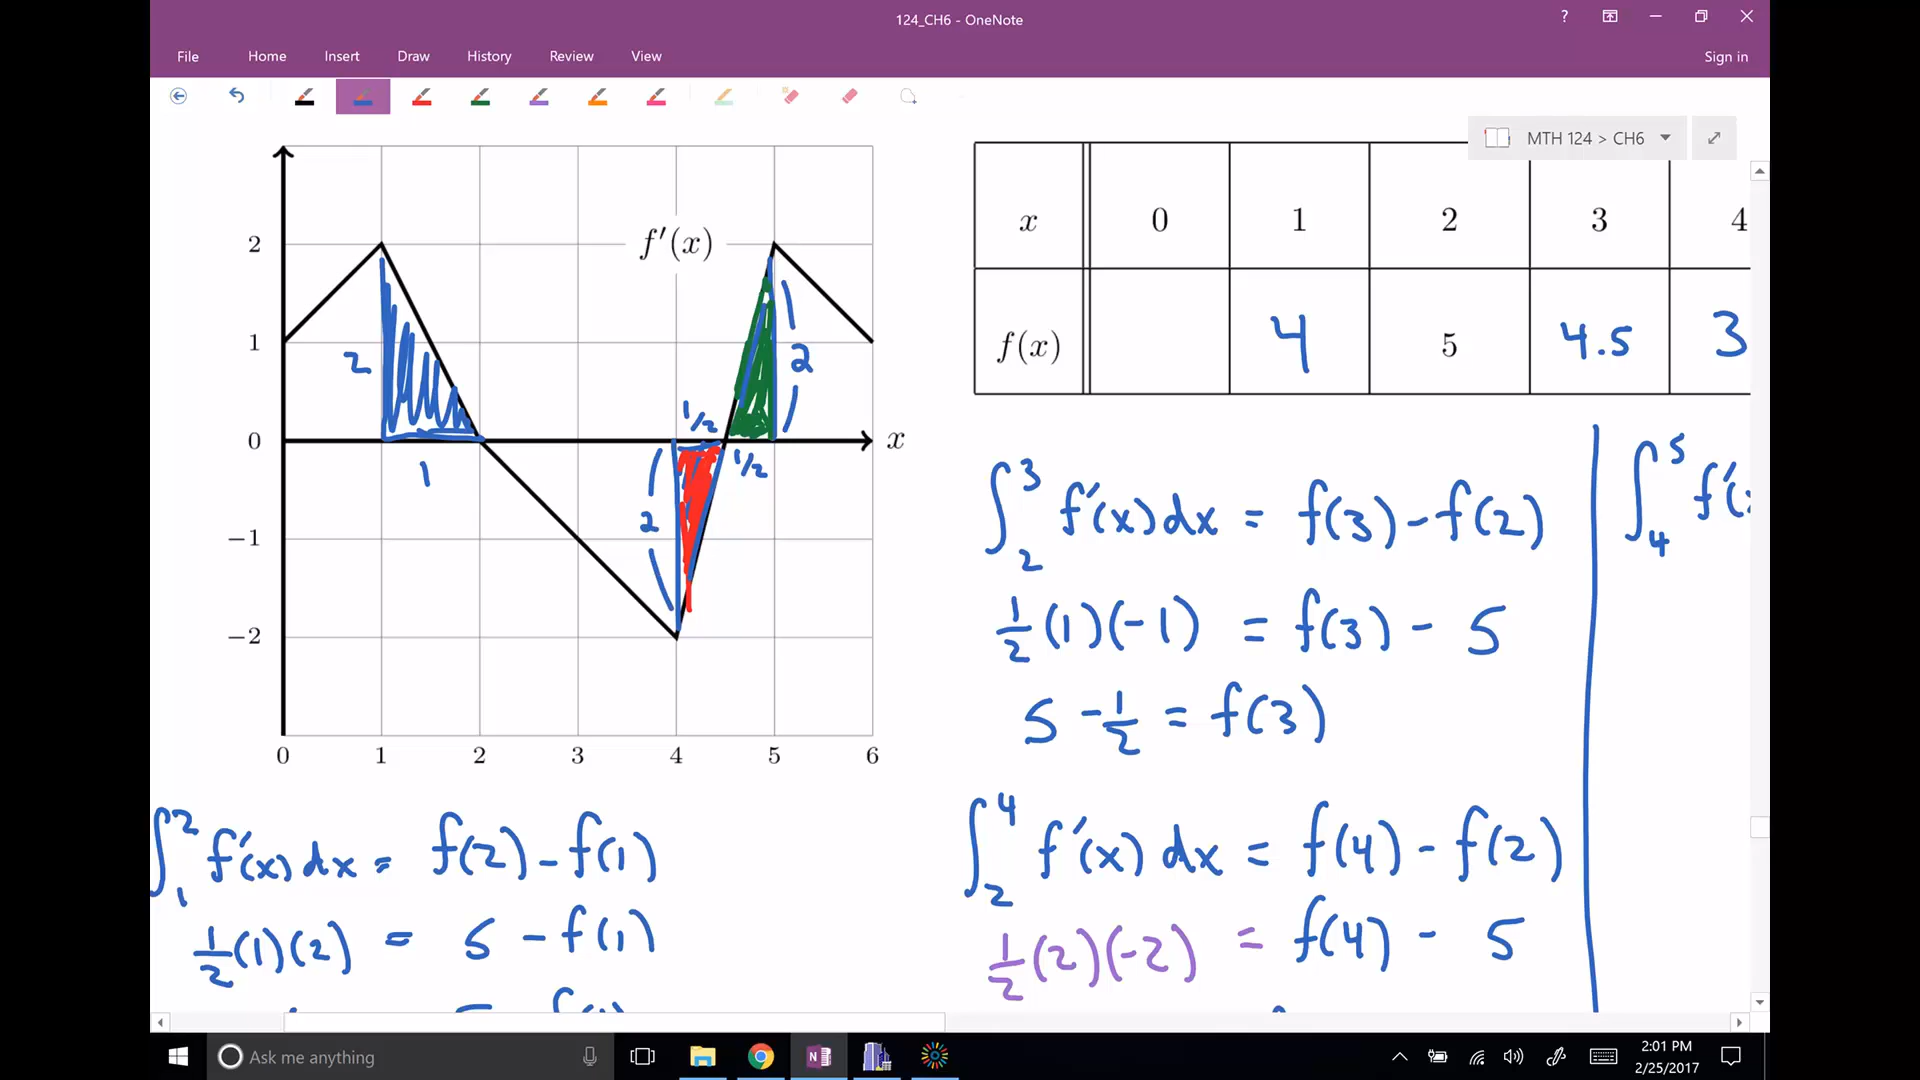 124_CH6 - OneNote
?
File Home Insert Draw History Review View Sign in
MTH 124 > CH6
2
1
0
−1
−2
0 1 2 3 4 5 6
f′(x)
x
2
1
2
1/2
1/2
2
x 0 1 2 3 4
f(x) 4 5 4.5 3
∫₂³ f′(x) dx = f(3) - f(2)
½ (1)(-1) = f(3) - 5
5 - ½ = f(3)
∫₂⁴ f′(x) dx = f(4) - f(2)
½ (2)(-2) = f(4) - 5
∫₄⁵ f′(
∫₁² f′(x) dx = f(2) - f(1)
½ (1)(2) = 5 - f(1)
Ask me anything
2:01 PM
2/25/2017